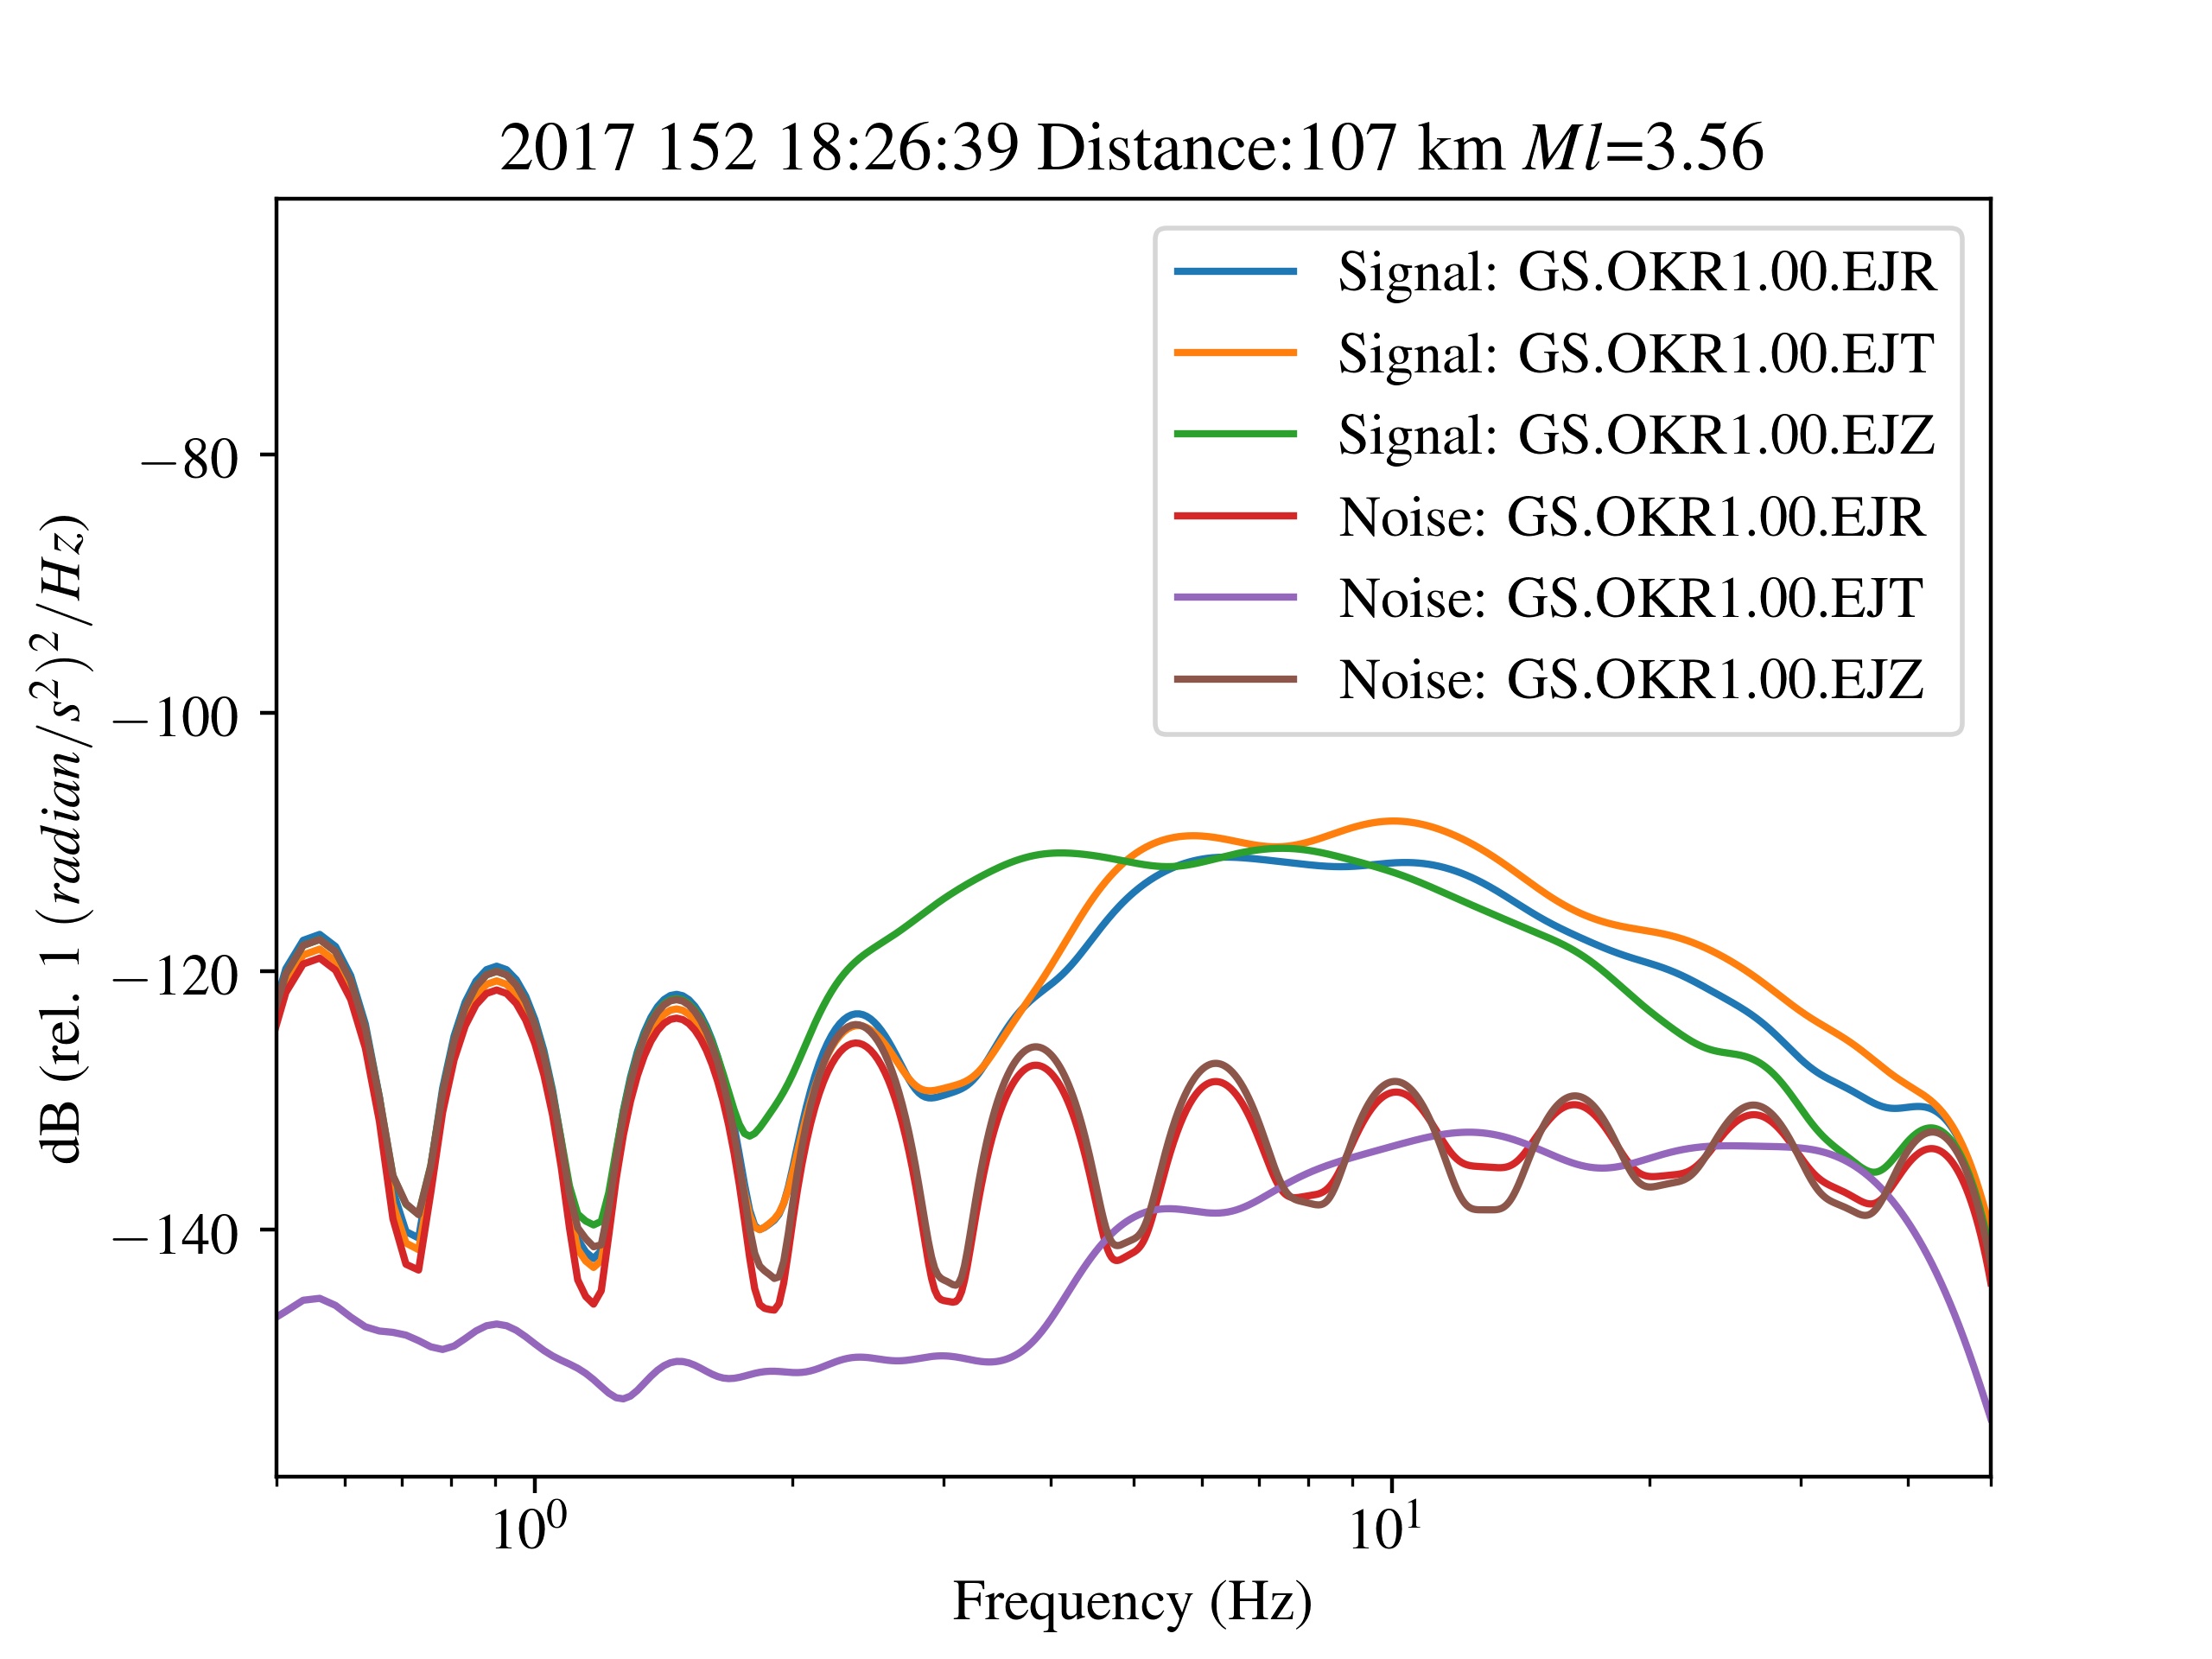 2017 152 18:26:39 Distance:107 km Ml=3.56
Signal: GS.OKR1.00.EJR
Signal: GS.OKR1.00.EJT
Signal: GS.OKR1.00.EJZ
Noise: GS.OKR1.00.EJR
Noise: GS.OKR1.00.EJT
Noise: GS.OKR1.00.EJZ
dB (rel. 1 (radian/s²)²/Hz)
−80
−100
−120
−140
10⁰ 10¹
Frequency (Hz)